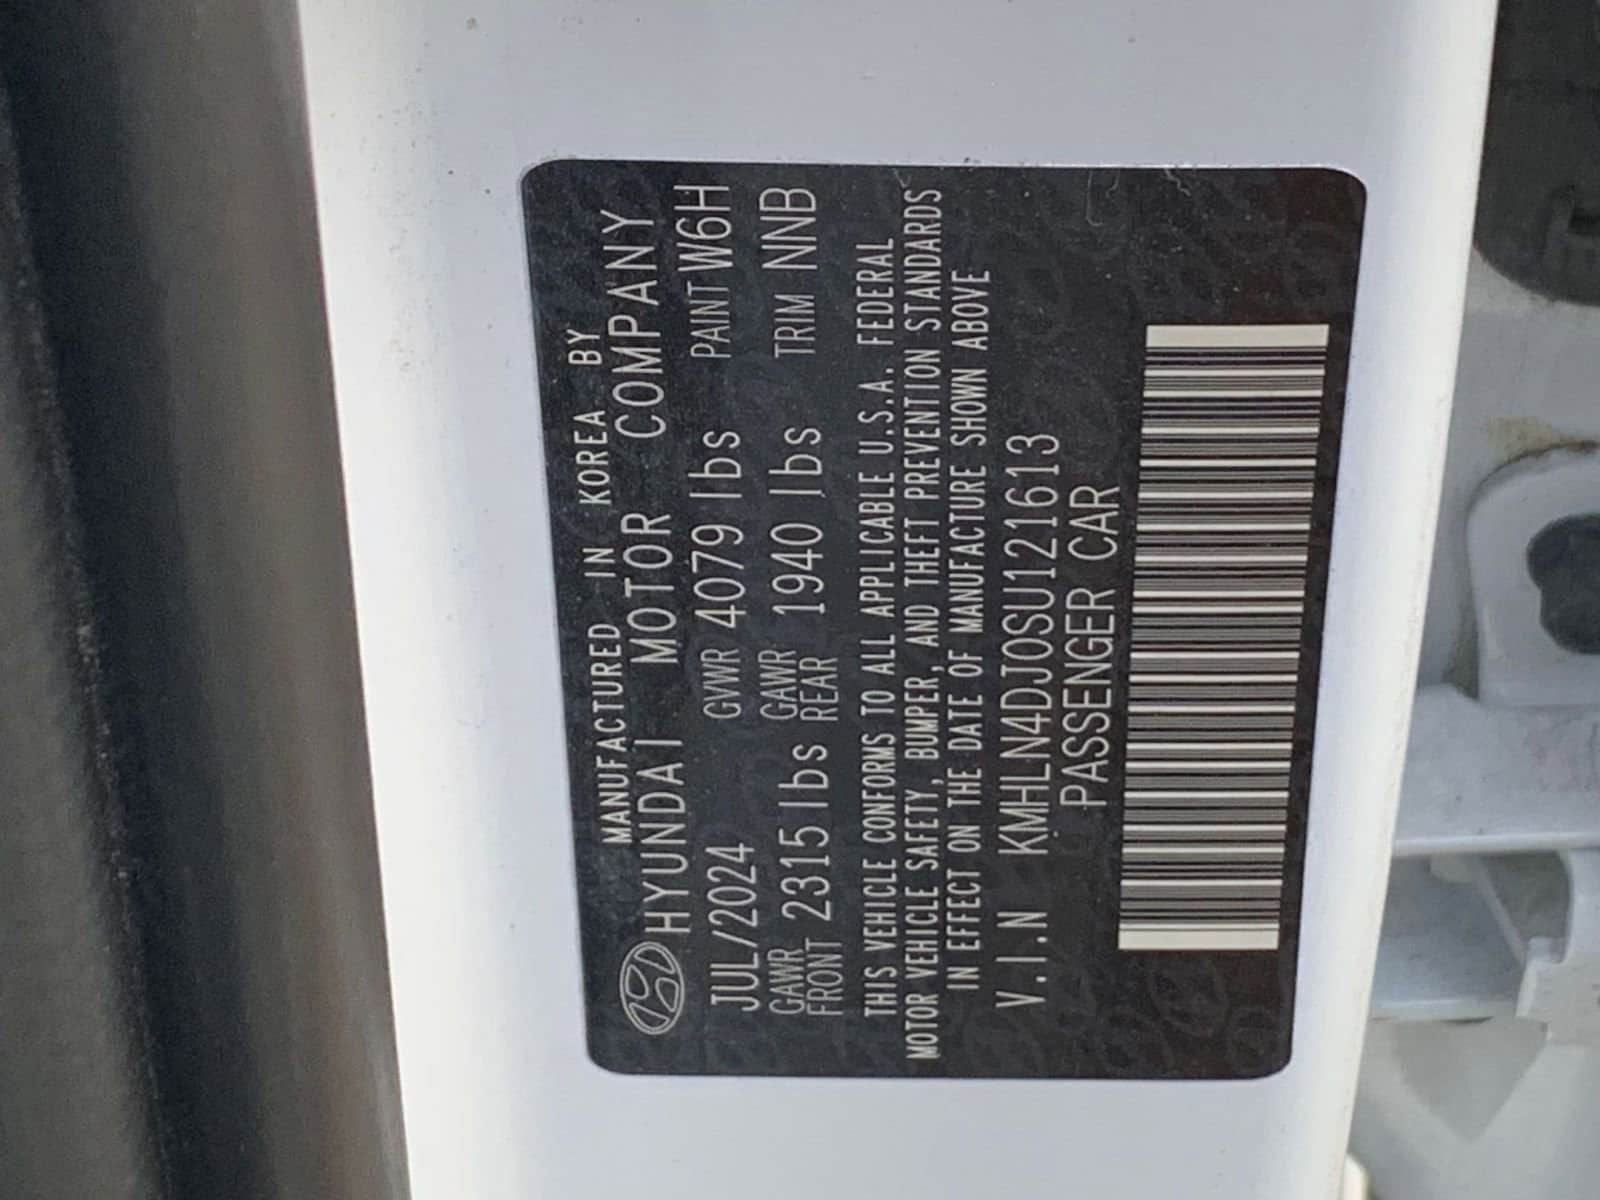 MANUFACTURED IN KOREA BY
HYUNDAI MOTOR COMPANY
JUL/2024 GVWR 4079 lbs PAINT W6H
GAWR FRONT 2315 lbs GAWR REAR 1940 lbs TRIM NNB
THIS VEHICLE CONFORMS TO ALL APPLICABLE U.S.A. FEDERAL
MOTOR VEHICLE SAFETY, BUMPER, AND THEFT PREVENTION STANDARDS
IN EFFECT ON THE DATE OF MANUFACTURE SHOWN ABOVE
V.I.N KMHLN4DJ0SU121613
PASSENGER CAR